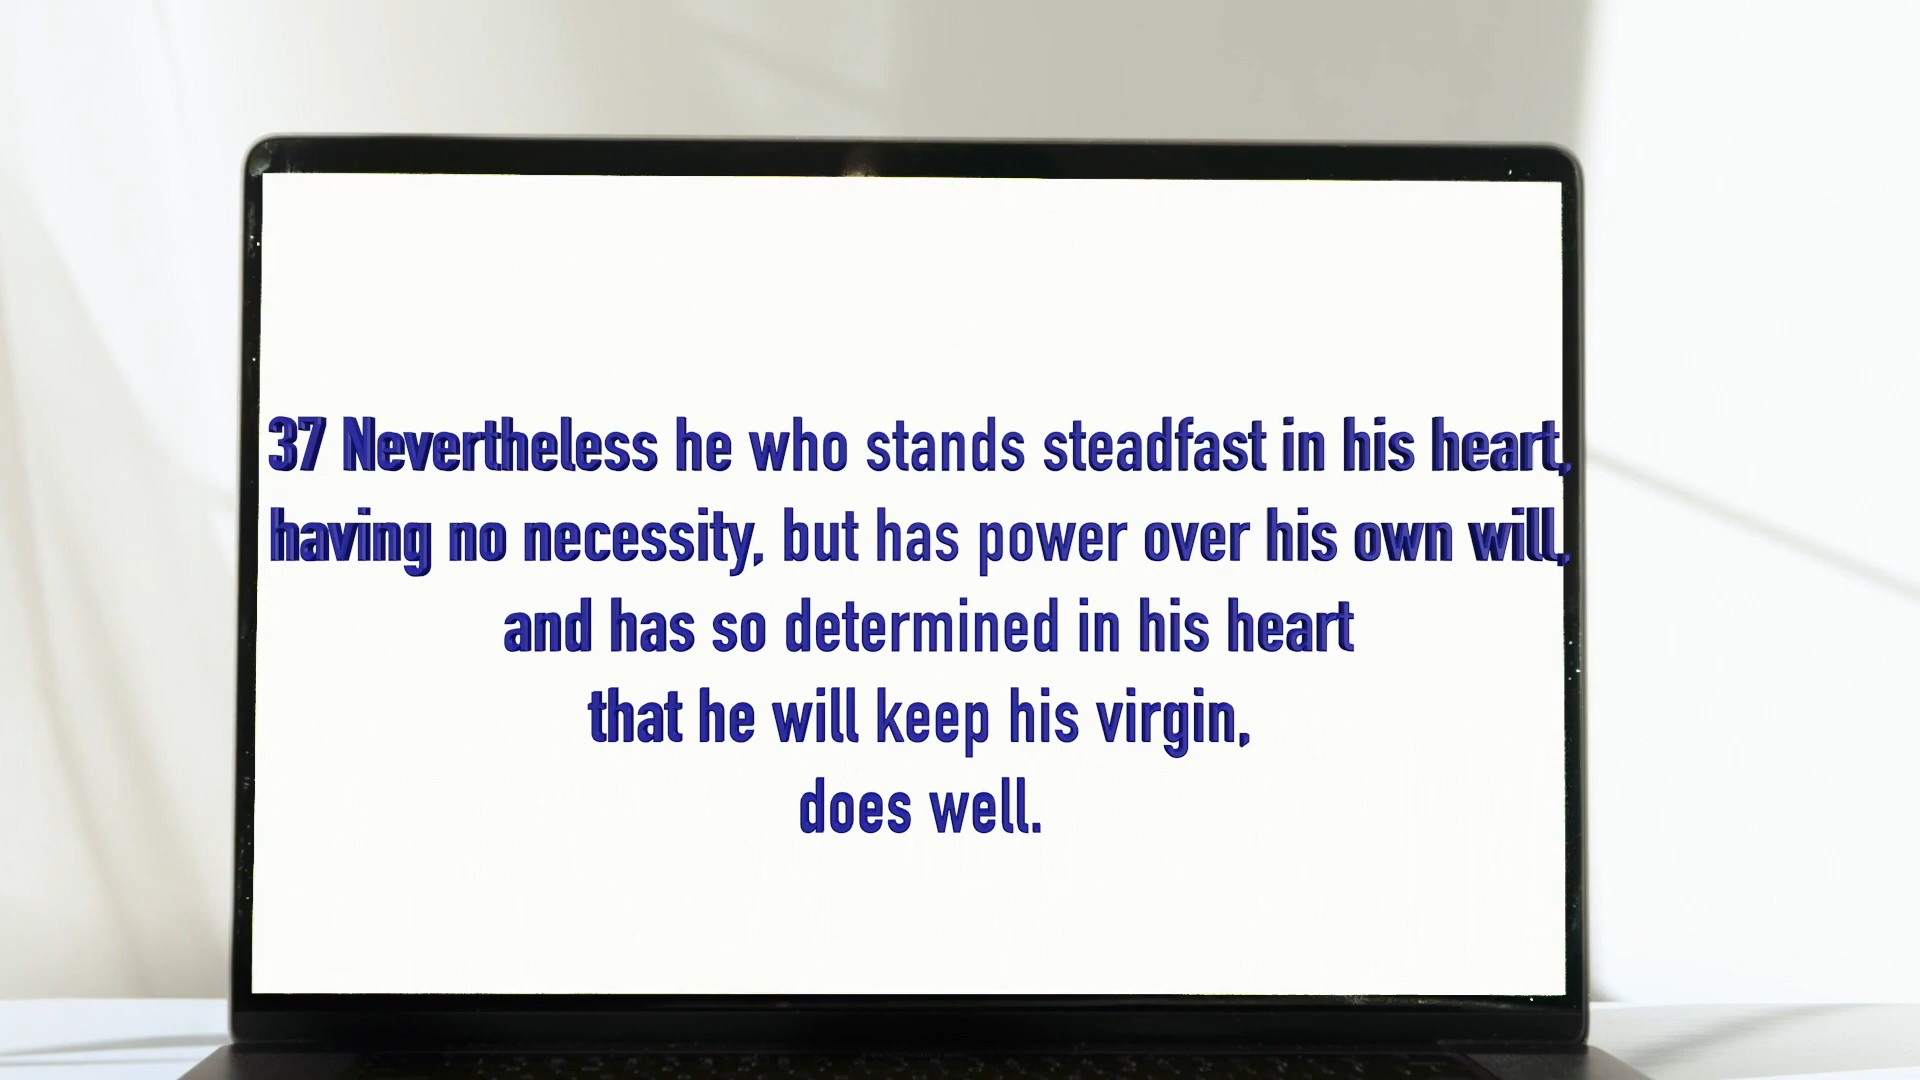 37 Nevertheless he who stands steadfast in his heart,
having no necessity, but has power over his own will,
and has so determined in his heart
that he will keep his virgin,
does well.